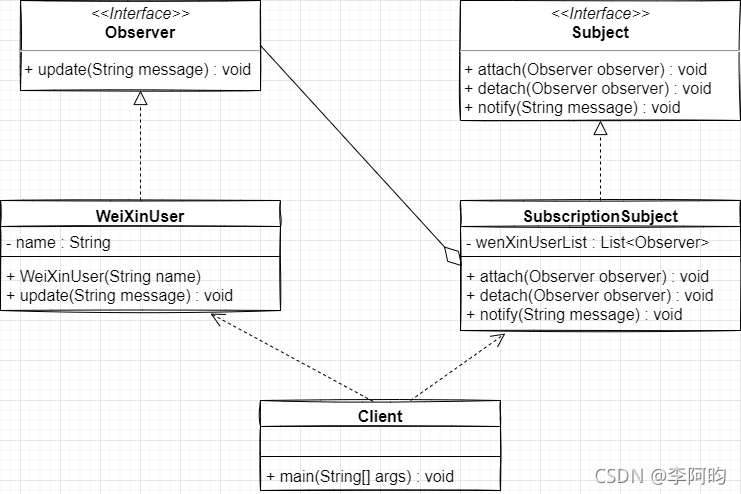 <<Interface>>
Observer
+ update(String message) : void
<<Interface>>
Subject
+ attach(Observer observer) : void
+ detach(Observer observer) : void
+ notify(String message) : void
WeiXinUser
- name : String
+ WeiXinUser(String name)
+ update(String message) : void
SubscriptionSubject
- wenXinUserList : List<Observer>
+ attach(Observer observer) : void
+ detach(Observer observer) : void
+ notify(String message) : void
Client
+ main(String[] args) : void
CSDN @李阿昀